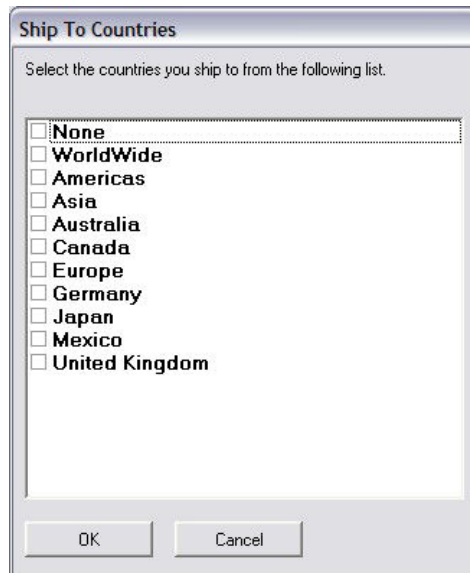 Ship To Countries
Select the countries you ship to from the following list.
None
WorldWide
Americas
Asia
Australia
Canada
Europe
Germany
Japan
Mexico
United Kingdom
OK Cancel